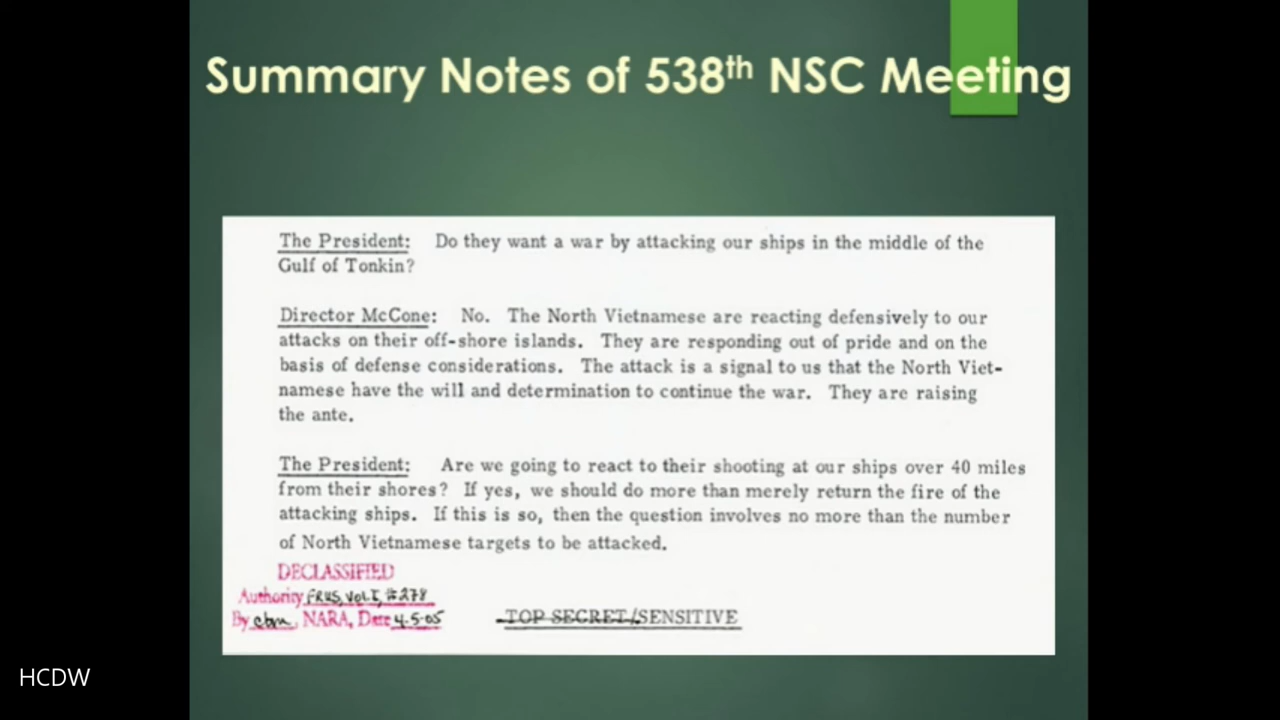 Summary Notes of 538th NSC Meeting
The President: Do they want a war by attacking our ships in the middle of the
Gulf of Tonkin?
Director McCone: No. The North Vietnamese are reacting defensively to our
attacks on their off-shore islands. They are responding out of pride and on the
basis of defense considerations. The attack is a signal to us that the North Viet-
namese have the will and determination to continue the war. They are raising
the ante.
The President: Are we going to react to their shooting at our ships over 40 miles
from their shores? If yes, we should do more than merely return the fire of the
attacking ships. If this is so, then the question involves no more than the number
of North Vietnamese targets to be attacked.
DECLASSIFIED
Authority FRUS, Vol I, #278
By cbm, NARA, Date 4-5-05
TOP SECRET/SENSITIVE
HCDW